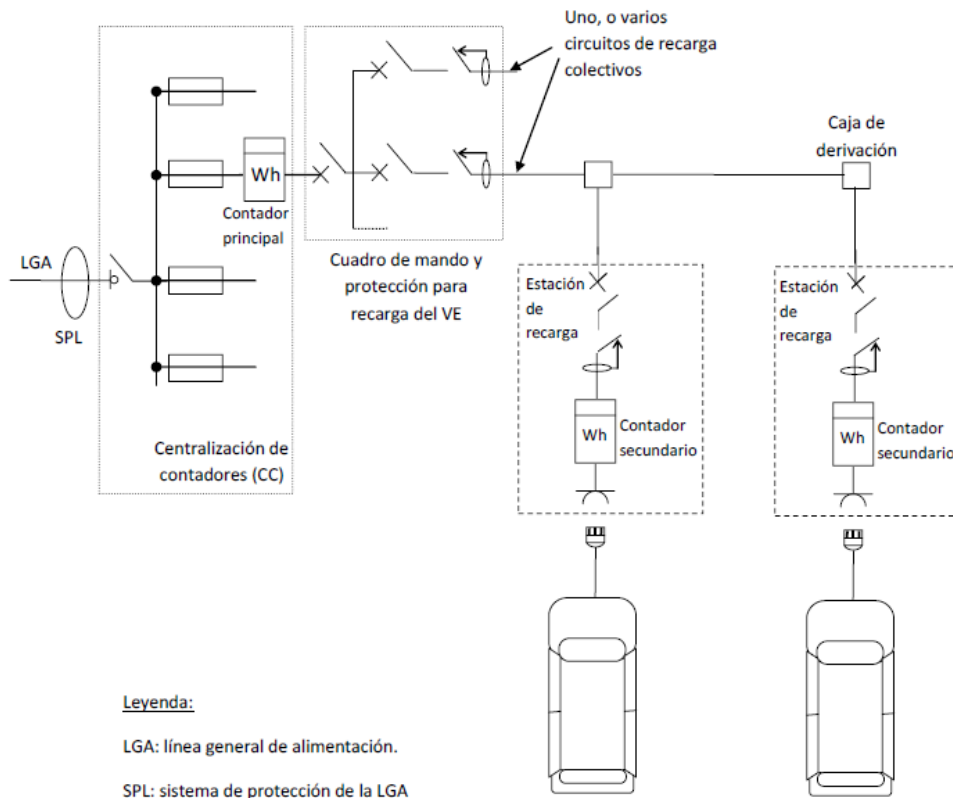 Uno, o varios
circuitos de recarga
colectivos
Caja de
derivación
Wh
Contador
principal
LGA
SPL
Cuadro de mando y
protección para
recarga del VE
Estación
de
recarga
Estación
de
recarga
Wh
Contador
secundario
Wh
Contador
secundario
Centralización de
contadores (CC)
Leyenda:
LGA: línea general de alimentación.
SPL: sistema de protección de la LGA